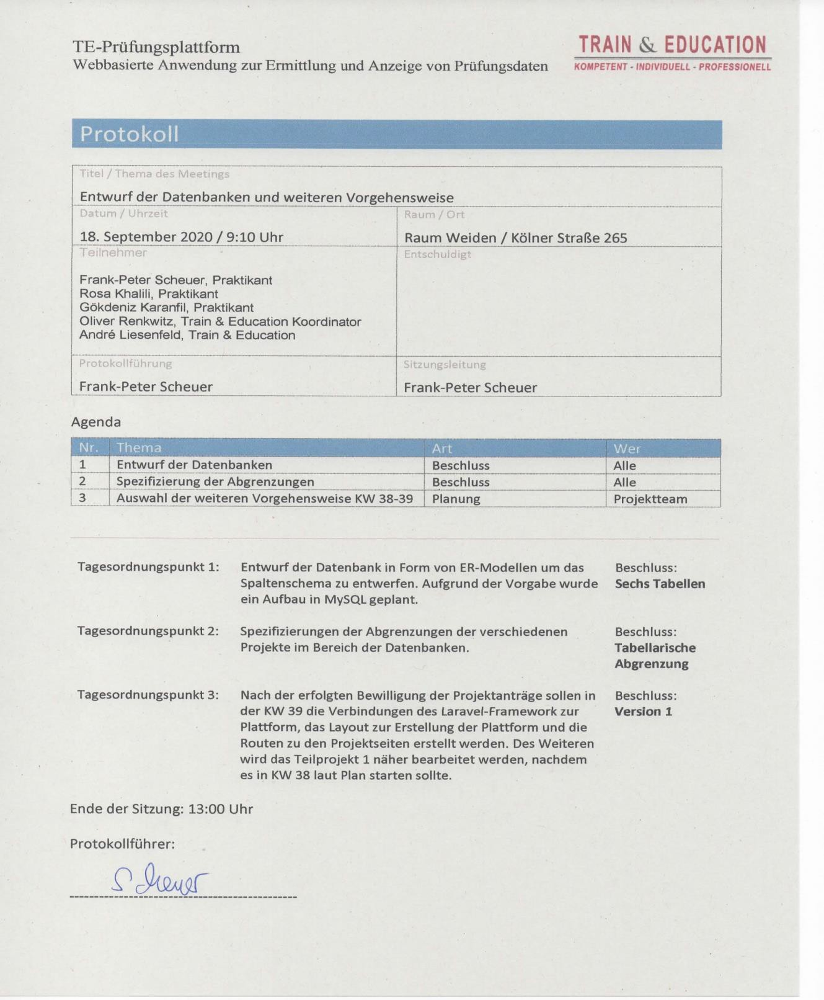 TE-Prüfungsplattform
Webbasierte Anwendung zur Ermittlung und Anzeige von Prüfungsdaten
TRAIN & EDUCATION
KOMPETENT - INDIVIDUELL - PROFESSIONELL
Protokoll
Titel / Thema des Meetings
Entwurf der Datenbanken und weiteren Vorgehensweise
Datum / Uhrzeit
18. September 2020 / 9:10 Uhr
Raum / Ort
Raum Weiden / Kölner Straße 265
Teilnehmer
Frank-Peter Scheuer, Praktikant
Rosa Khalili, Praktikant
Gökdeniz Karanfil, Praktikant
Oliver Renkwitz, Train & Education Koordinator
André Liesenfeld, Train & Education
Entschuldigt
Protokollführung
Frank-Peter Scheuer
Sitzungsleitung
Frank-Peter Scheuer
Agenda
Nr. Thema Art Wer
1 Entwurf der Datenbanken Beschluss Alle
2 Spezifizierung der Abgrenzungen Beschluss Alle
3 Auswahl der weiteren Vorgehensweise KW 38-39 Planung Projektteam
Tagesordnungspunkt 1:
Entwurf der Datenbank in Form von ER-Modellen um das
Spaltenschema zu entwerfen. Aufgrund der Vorgabe wurde
ein Aufbau in MySQL geplant.
Beschluss:
Sechs Tabellen
Tagesordnungspunkt 2:
Spezifizierungen der Abgrenzungen der verschiedenen
Projekte im Bereich der Datenbanken.
Beschluss:
Tabellarische
Abgrenzung
Tagesordnungspunkt 3:
Nach der erfolgten Bewilligung der Projektanträge sollen in
der KW 39 die Verbindungen des Laravel-Framework zur
Plattform, das Layout zur Erstellung der Plattform und die
Routen zu den Projektseiten erstellt werden. Des Weiteren
wird das Teilprojekt 1 näher bearbeitet werden, nachdem
es in KW 38 laut Plan starten sollte.
Beschluss:
Version 1
Ende der Sitzung: 13:00 Uhr
Protokollführer:
Scheuer